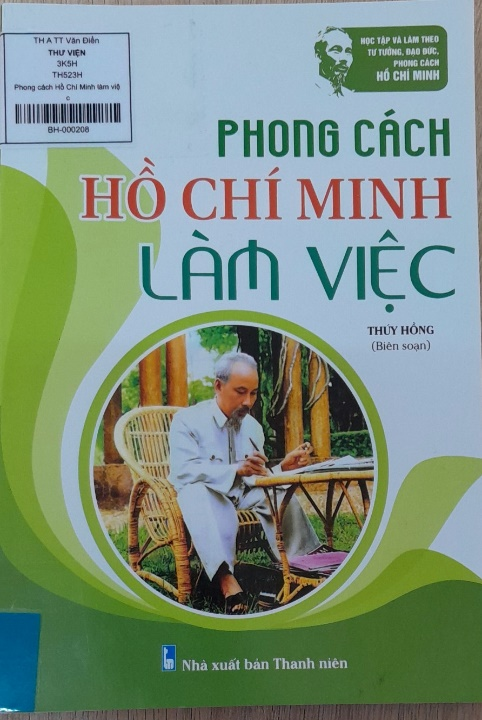 TH A TT Văn Điển
THƯ VIỆN
3K5H
TH523H
Phong cách Hồ Chí Minh làm việ
c
BH-000208
HỌC TẬP VÀ LÀM THEO
TƯ TƯỞNG, ĐẠO ĐỨC,
PHONG CÁCH
HỒ CHÍ MINH
PHONG CÁCH
HỒ CHÍ MINH
LÀM VIỆC
THÚY HỒNG
(Biên soạn)
Nhà xuất bản Thanh niên